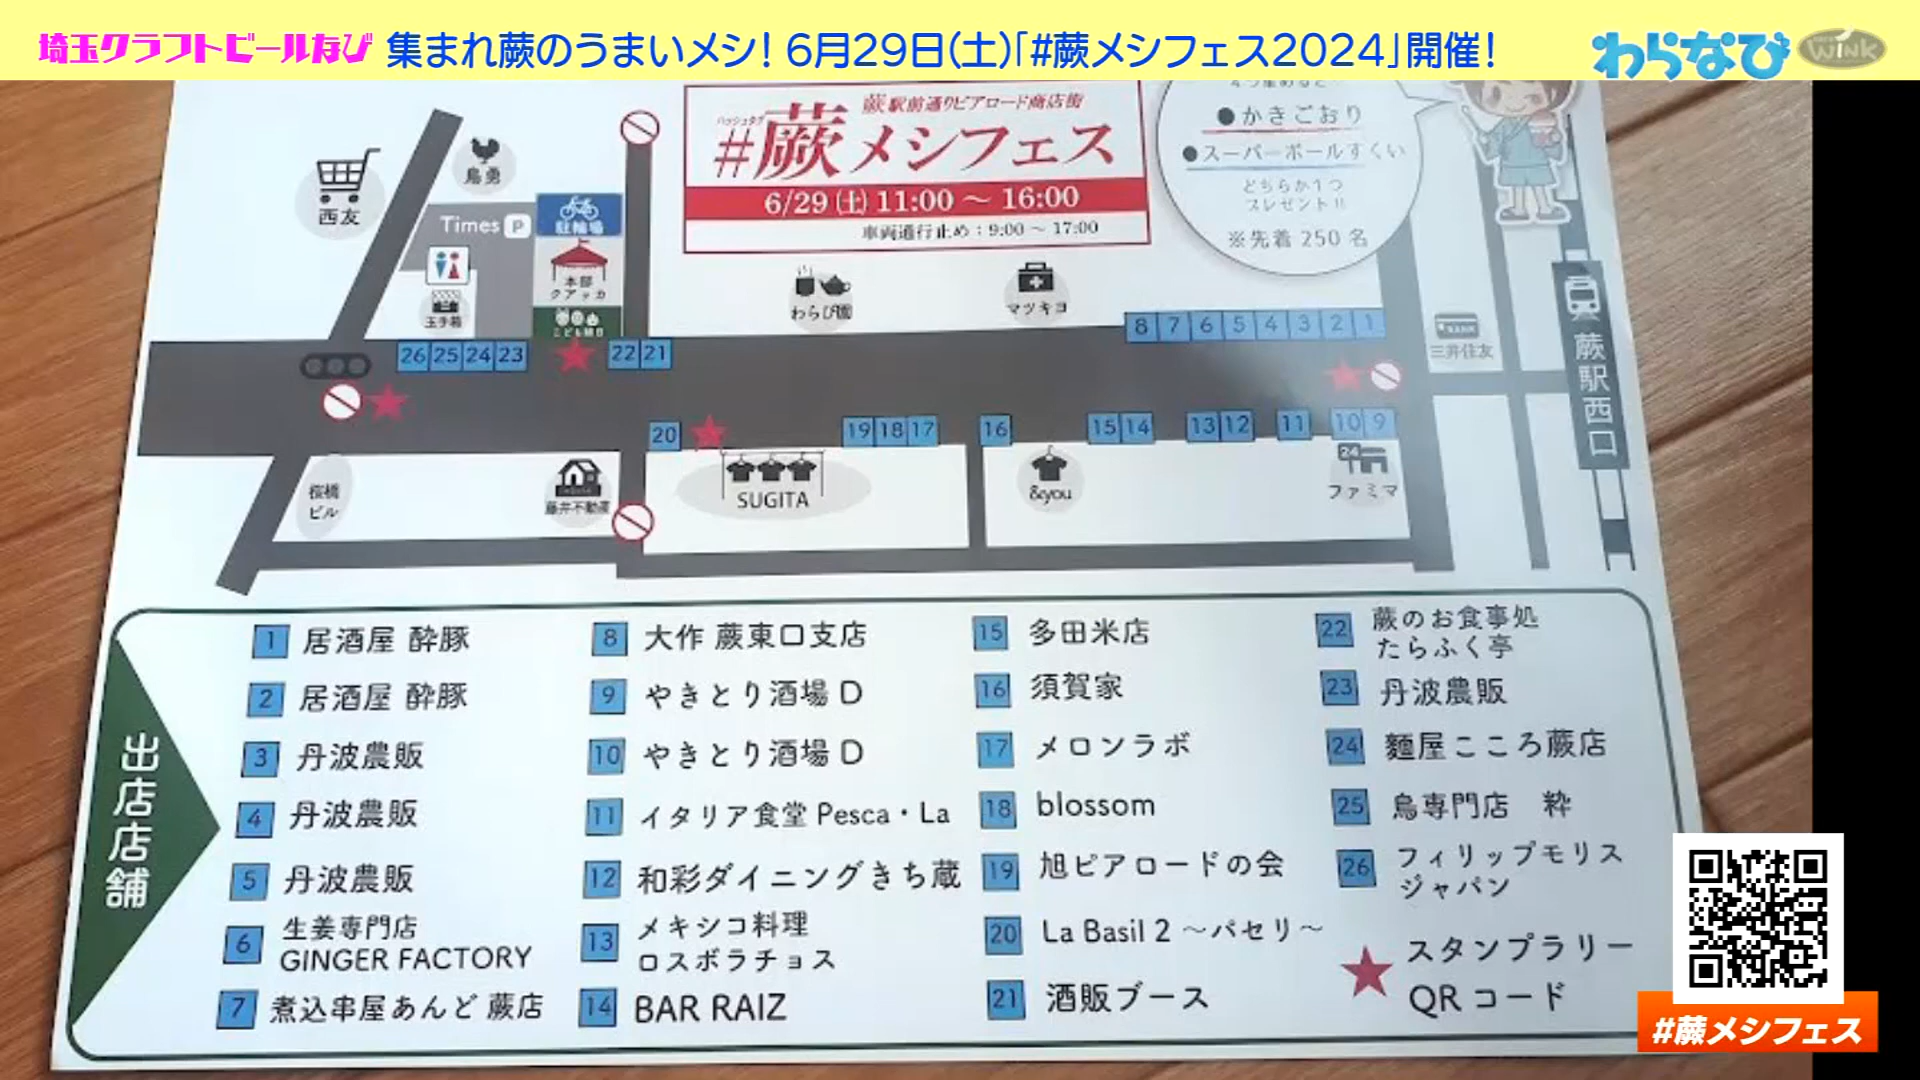 埼玉クラフトビールなび 集まれ蕨のうまいメシ! 6月29日(土)「#蕨メシフェス2024」開催!
わらなび
WINK
蕨駅前通りピアロード商店街
ハッシュタグ
#蕨メシフェス
6/29(土)11:00～16:00
車両通行止め:9:00～17:00
●かきごおり
●スーパーボールすくい
どちらか1つ
プレゼント!!
※先着250名
西友
鳥勇
Times P
駐輪場
本部
クアッカ
玉手箱
わらび園
マツキヨ
三井住友
BANK
蕨駅西口
8 7 6 5 4 3 2 1
26 25 24 23
22 21
20
19 18 17
16
15 14
13 12
11
10 9
桜橋
ビル
藤井不動産
SUGITA
&you
24
ファミマ
出店店舗
1 居酒屋 酔豚
2 居酒屋 酔豚
3 丹波農販
4 丹波農販
5 丹波農販
6 生姜専門店
GINGER FACTORY
7 煮込串屋あんど 蕨店
8 大作 蕨東口支店
9 やきとり酒場 D
10 やきとり酒場 D
11 イタリア食堂 Pesca・La
12 和彩ダイニングきち蔵
13 メキシコ料理
ロスボラチョス
14 BAR RAIZ
15 多田米店
16 須賀家
17 メロンラボ
18 blossom
19 旭ピアロードの会
20 La Basil 2 ～パセリ～
21 酒販ブース
22 蕨のお食事処
たらふく亭
23 丹波農販
24 麺屋こころ蕨店
25 鳥専門店 粋
26 フィリップモリス
ジャパン
★ スタンプラリー
QRコード
#蕨メシフェス